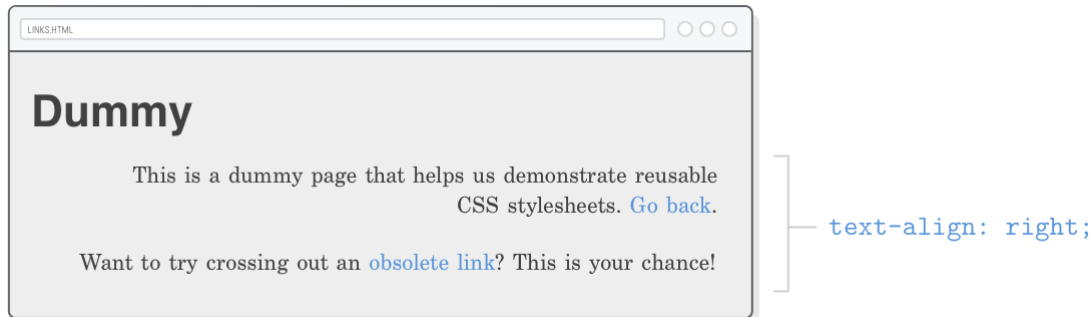 LINKS.HTML
Dummy
This is a dummy page that helps us demonstrate reusable
CSS stylesheets. Go back.
text-align: right;
Want to try crossing out an obsolete link? This is your chance!